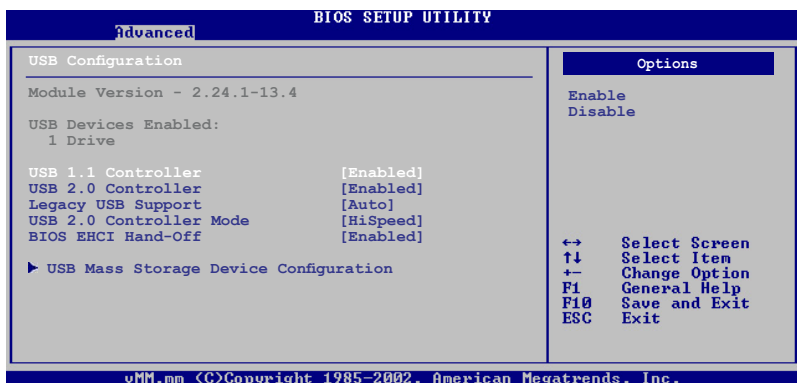 BIOS SETUP UTILITY
Advanced
USB Configuration
Module Version - 2.24.1-13.4
USB Devices Enabled:
1 Drive
USB 1.1 Controller [Enabled]
USB 2.0 Controller [Enabled]
Legacy USB Support [Auto]
USB 2.0 Controller Mode [HiSpeed]
BIOS EHCI Hand-Off [Enabled]
USB Mass Storage Device Configuration
Options
Enable
Disable
↔ Select Screen
↑↓ Select Item
+- Change Option
F1 General Help
F10 Save and Exit
ESC Exit
vMM.mm (C)Copyright 1985-2002, American Megatrends, Inc.